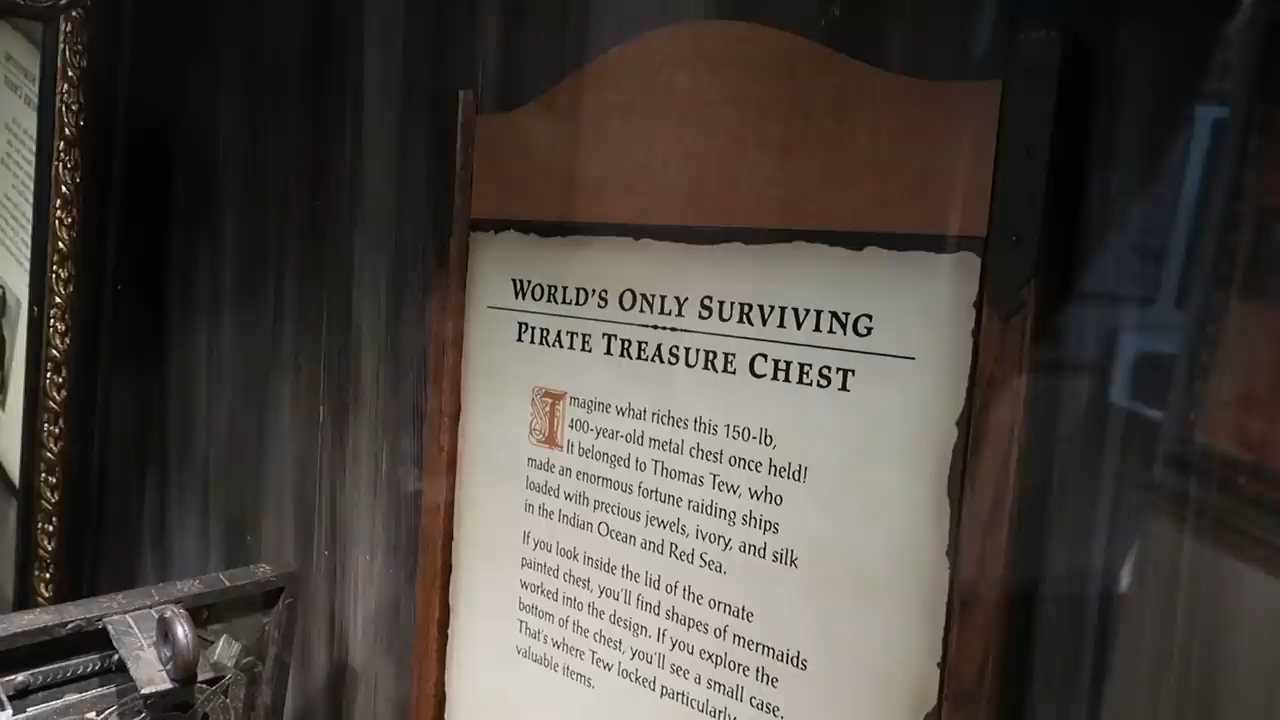 WORLD'S ONLY SURVIVING
PIRATE TREASURE CHEST
Imagine what riches this 150-lb,
400-year-old metal chest once held!
It belonged to Thomas Tew, who
made an enormous fortune raiding ships
loaded with precious jewels, ivory, and silk
in the Indian Ocean and Red Sea.
If you look inside the lid of the ornate
painted chest, you'll find shapes of mermaids
worked into the design. If you explore the
bottom of the chest, you'll see a small case.
That's where Tew locked particularly
valuable items.